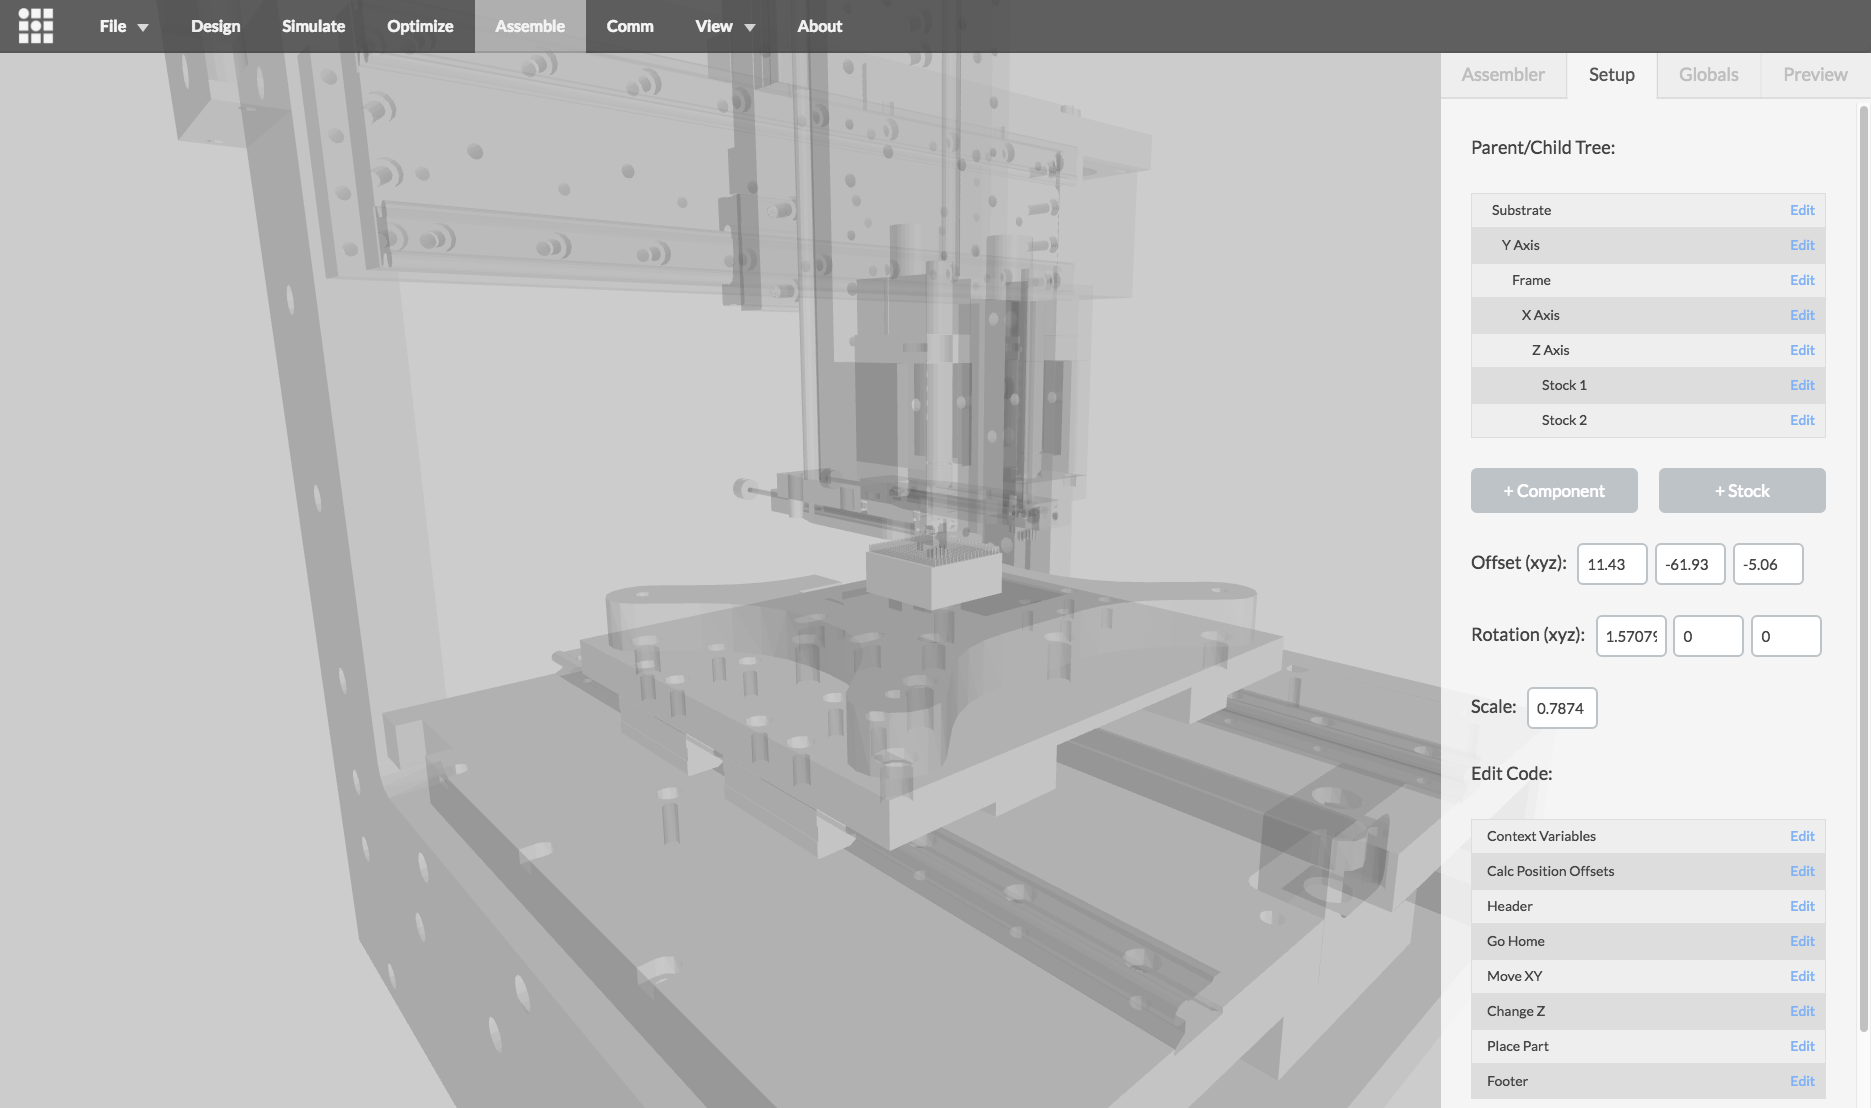 File Design Simulate Optimize Assemble Comm View About
Assembler Setup Globals Preview
Parent/Child Tree:
Substrate Edit
Y Axis Edit
Frame Edit
X Axis Edit
Z Axis Edit
Stock 1 Edit
Stock 2 Edit
+ Component + Stock
Offset (xyz): 11.43 -61.93 -5.06
Rotation (xyz): 1.57079 0 0
Scale: 0.7874
Edit Code:
Context Variables Edit
Calc Position Offsets Edit
Header Edit
Go Home Edit
Move XY Edit
Change Z Edit
Place Part Edit
Footer Edit